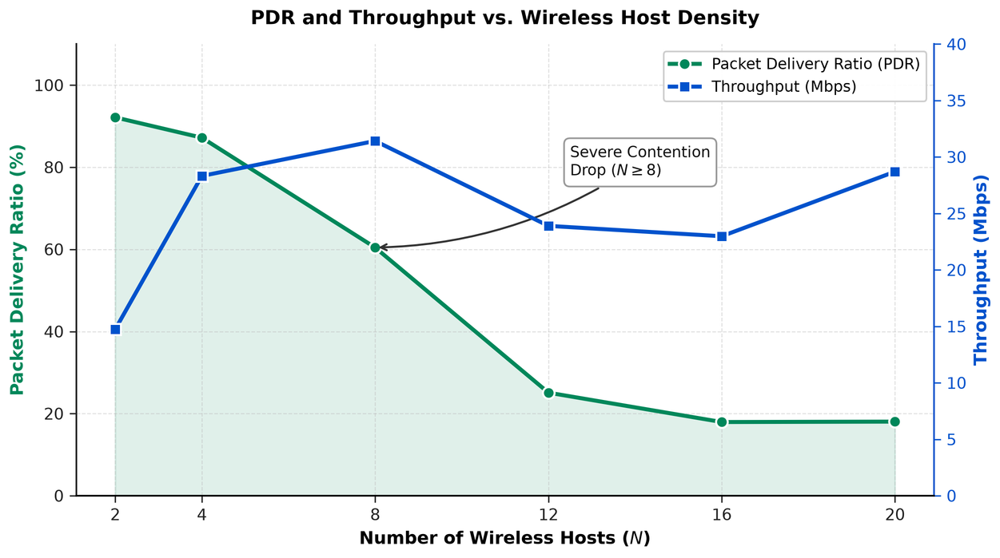 PDR and Throughput vs. Wireless Host Density
Packet Delivery Ratio (PDR)
Throughput (Mbps)
Severe Contention
Drop (N ≥ 8)
Packet Delivery Ratio (%)
100
80
60
40
20
0
40
35
30
25
20
15
10
5
0
Throughput (Mbps)
2 4 8 12 16 20
Number of Wireless Hosts (N)